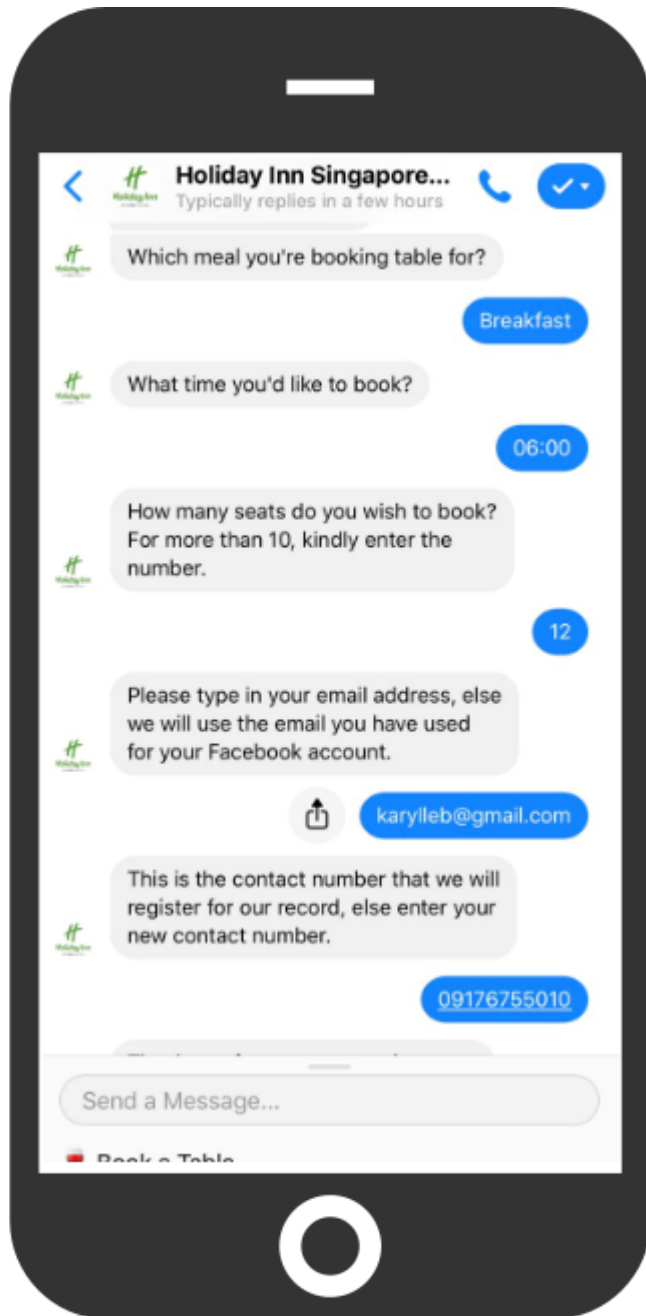 Holiday Inn Singapore...
Typically replies in a few hours
Which meal you're booking table for?
Breakfast
What time you'd like to book?
06:00
How many seats do you wish to book?
For more than 10, kindly enter the
number.
12
Please type in your email address, else
we will use the email you have used
for your Facebook account.
karylleb@gmail.com
This is the contact number that we will
register for our record, else enter your
new contact number.
09176755010
Send a Message...
Book a Table